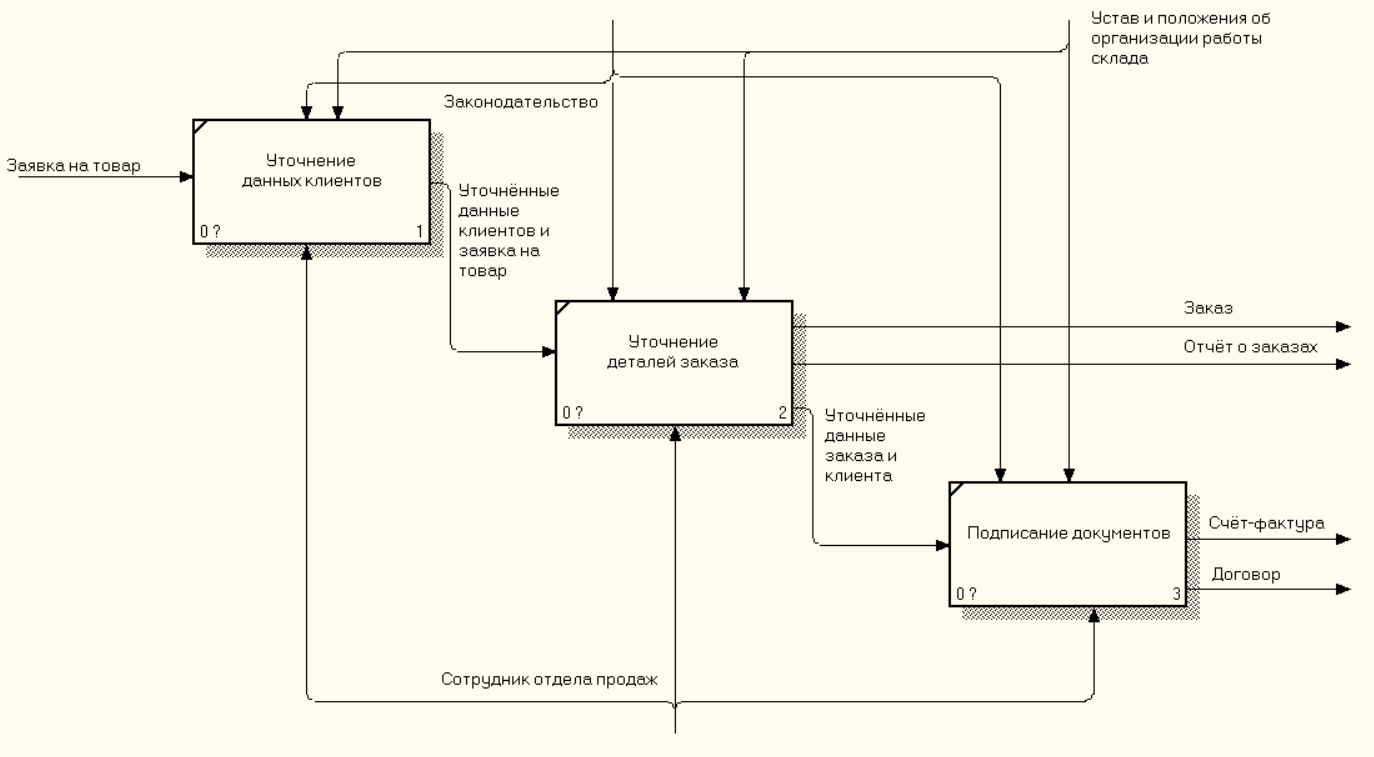 Устав и положения об
организации работы
склада
Законодательство
Заявка на товар
Уточнение
данных клиентов
0 ?
1
Уточнённые
данные
клиентов и
заявка на
товар
Уточнение
деталей заказа
0 ?
2
Заказ
Отчёт о заказах
Уточнённые
данные
заказа и
клиента
Подписание документов
0 ?
3
Счёт-фактура
Договор
Сотрудник отдела продаж